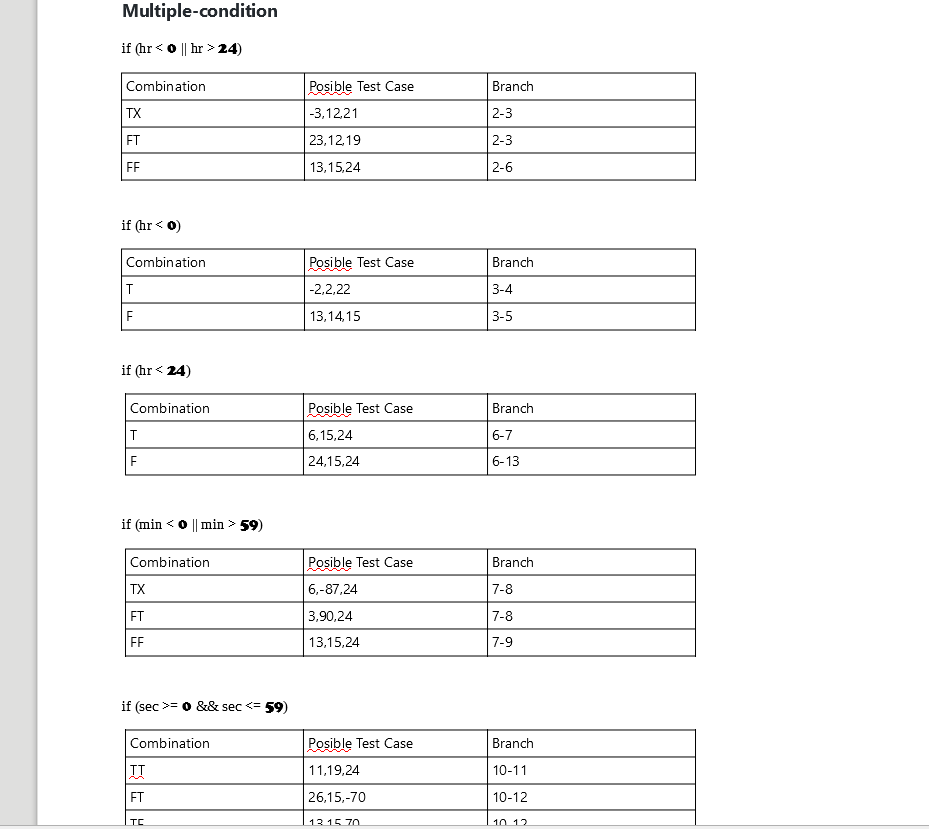 Multiple-condition
if (hr < 0 || hr > 24)
Combination Posible Test Case Branch
TX -3,12,21 2-3
FT 23,12,19 2-3
FF 13,15,24 2-6
if (hr < 0)
Combination Posible Test Case Branch
T -2,2,22 3-4
F 13,14,15 3-5
if (hr < 24)
Combination Posible Test Case Branch
T 6,15,24 6-7
F 24,15,24 6-13
if (min < 0 || min > 59)
Combination Posible Test Case Branch
TX 6,-87,24 7-8
FT 3,90,24 7-8
FF 13,15,24 7-9
if (sec >= 0 && sec <= 59)
Combination Posible Test Case Branch
TT 11,19,24 10-11
FT 26,15,-70 10-12
TF 13,15,70 10-12